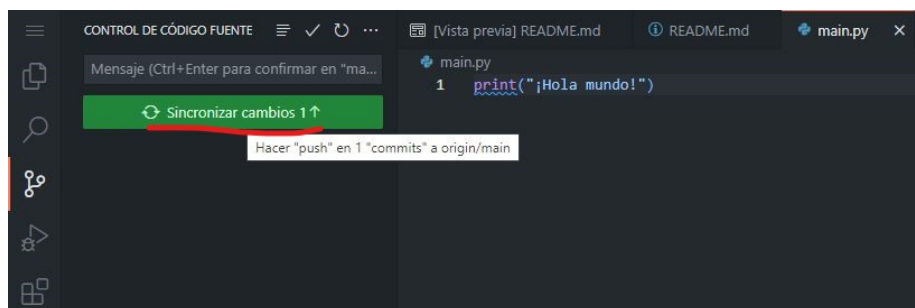 CONTROL DE CÓDIGO FUENTE
Mensaje (Ctrl+Enter para confirmar en "ma...
Sincronizar cambios 1↑
Hacer "push" en 1 "commits" a origin/main
[Vista previa] README.md
README.md
main.py
main.py
1 print("¡Hola mundo!")